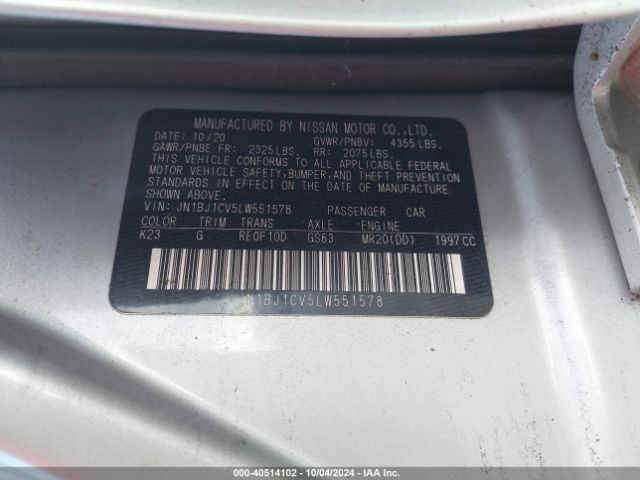 MANUFACTURED BY NISSAN MOTOR CO.,LTD.
DATE: 10/20 GVWR/PNBV: 4355LBS.
GAWR/PNBE FR: 2325LBS. RR: 2075LBS.
THIS VEHICLE CONFORMS TO ALL APPLICABLE FEDERAL
MOTOR VEHICLE SAFETY,BUMPER,AND THEFT PREVENTION
STANDARDS IN EFFECT ON THE DATE OF MANUFACTURE
SHOWN ABOVE.
VIN: JN1BJ1CV5LW551578 PASSENGER CAR
COLOR TRIM TRANS AXLE ENGINE
K23 G RE0F10D GS63 MR20(DD) 1997CC
JN1BJ1CV5LW551578
000-40514102 - 10/04/2024 - IAA Inc.